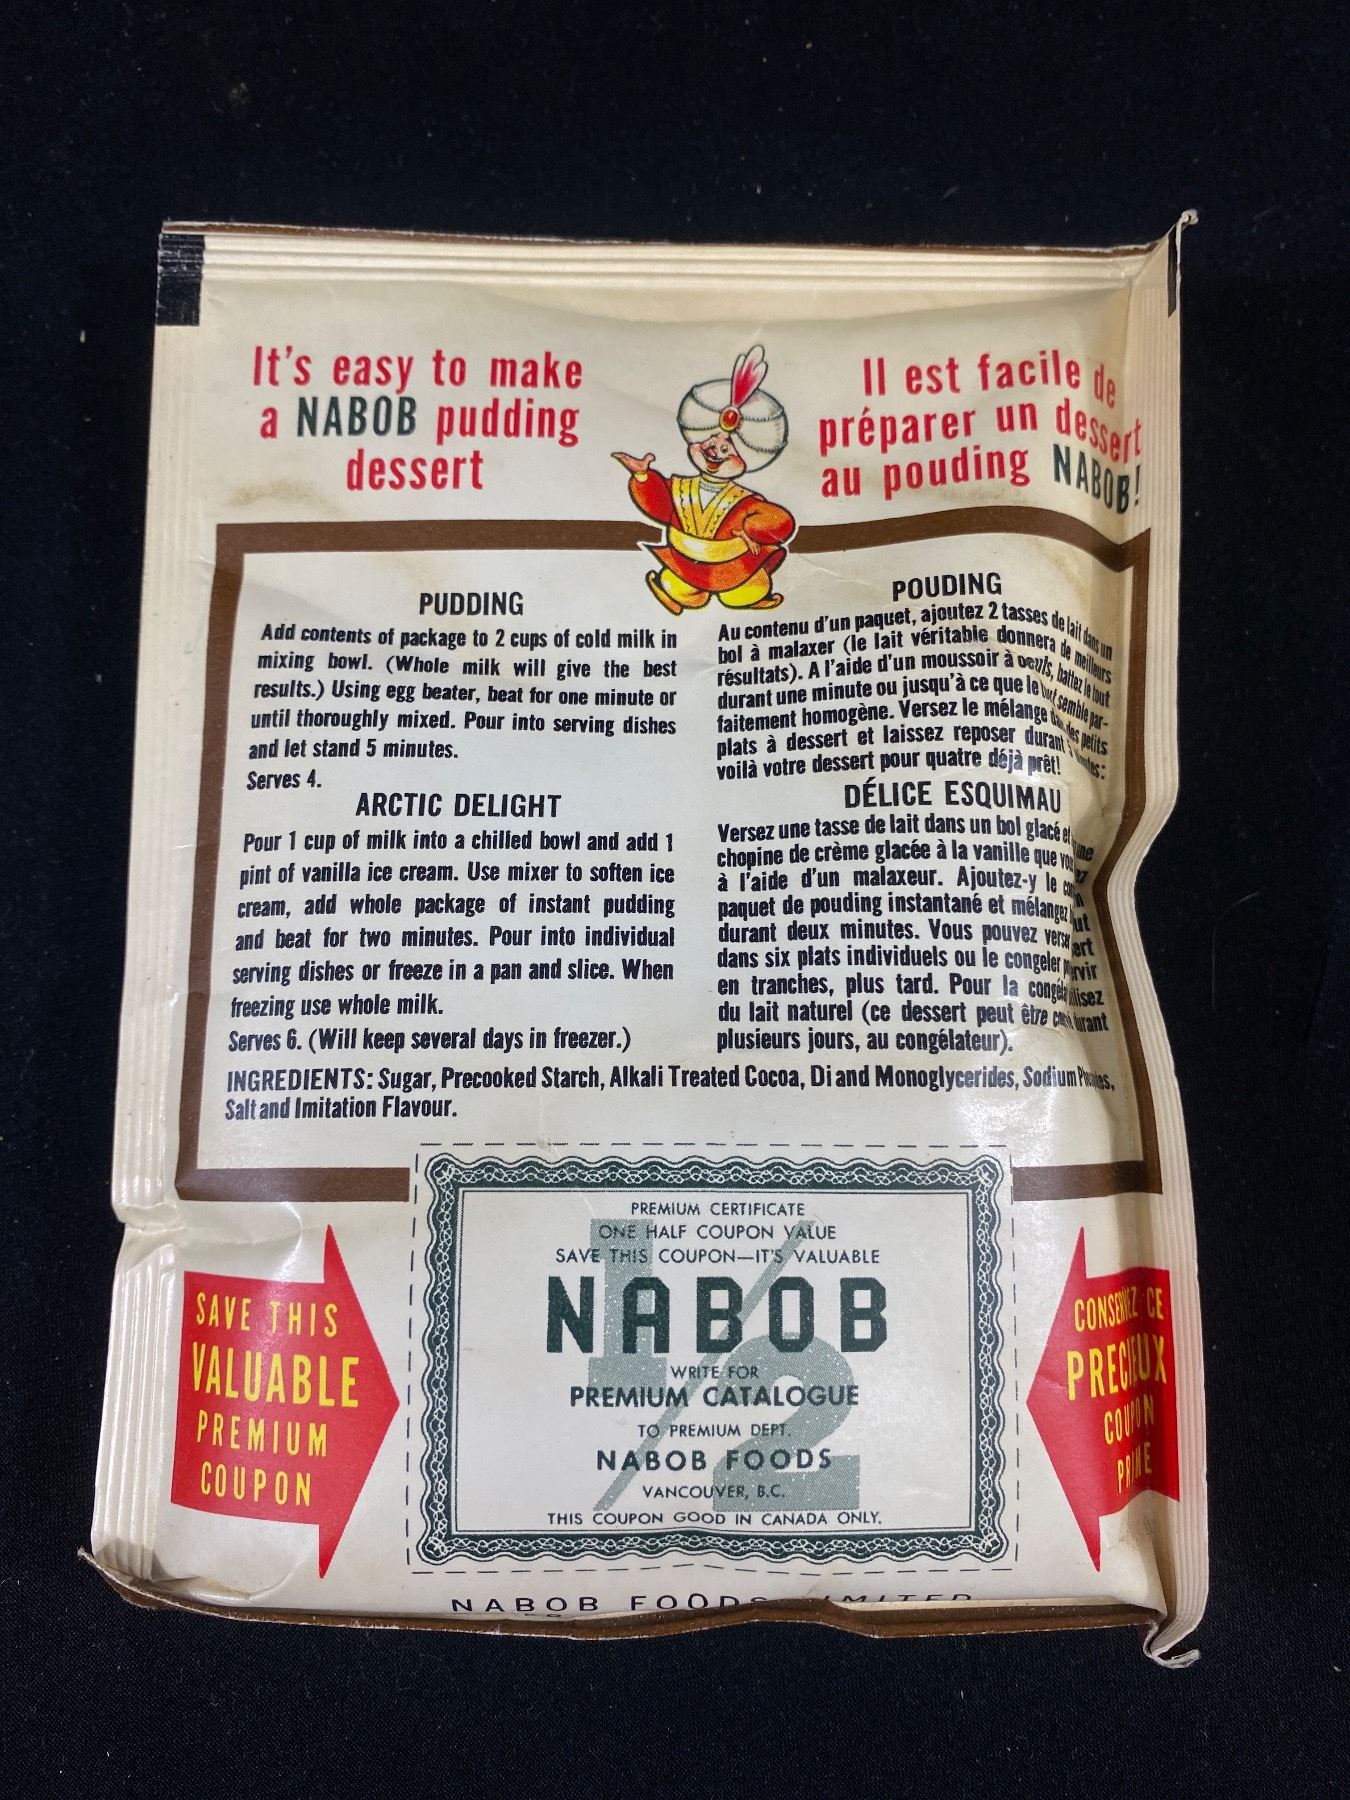 It's easy to make
a NABOB pudding
dessert
Il est facile de
préparer un dessert
au pouding NABOB!
PUDDING
Add contents of package to 2 cups of cold milk in
mixing bowl. (Whole milk will give the best
results.) Using egg beater, beat for one minute or
until thoroughly mixed. Pour into serving dishes
and let stand 5 minutes.
Serves 4.
ARCTIC DELIGHT
Pour 1 cup of milk into a chilled bowl and add 1
pint of vanilla ice cream. Use mixer to soften ice
cream, add whole package of instant pudding
and beat for two minutes. Pour into individual
serving dishes or freeze in a pan and slice. When
freezing use whole milk.
Serves 6. (Will keep several days in freezer.)
POUDING
Au contenu d'un paquet, ajoutez 2 tasses de lait dans un
bol à malaxer (le lait véritable donnera de meilleurs
résultats). A l'aide d'un moussoir à oeufs, battez le tout
durant une minute ou jusqu'à ce que le tout semble par-
faitement homogène. Versez le mélange des petits
plats à dessert et laissez reposer durant
voilà votre dessert pour quatre déjà prêt!
DÉLICE ESQUIMAU
Versez une tasse de lait dans un bol glacé et une
chopine de crème glacée à la vanille que
à l'aide d'un malaxeur. Ajoutez-y le
paquet de pouding instantané et mélangez
durant deux minutes. Vous pouvez
dans six plats individuels ou le congeler
en tranches, plus tard. Pour la
du lait naturel (ce dessert peut être durant
plusieurs jours, au congélateur).
INGREDIENTS: Sugar, Precooked Starch, Alkali Treated Cocoa, Di and Monoglycerides, Sodium
Salt and Imitation Flavour.
SAVE THIS
VALUABLE
PREMIUM
COUPON
1/2
PREMIUM CERTIFICATE
ONE HALF COUPON VALUE
SAVE THIS COUPON—IT'S VALUABLE
NABOB
WRITE FOR
PREMIUM CATALOGUE
TO PREMIUM DEPT.
NABOB FOODS
VANCOUVER, B.C.
THIS COUPON GOOD IN CANADA ONLY.
CONSERVEZ CE
PRECIEUX
COUPON
PRIME
NABOB FOODS LIMITED